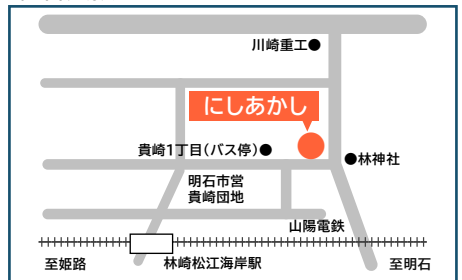 川崎重工●
にしあかし
貴崎1丁目(バス停)●
●林神社
明石市営
貴崎団地
山陽電鉄
至姫路
林崎松江海岸駅
至明石